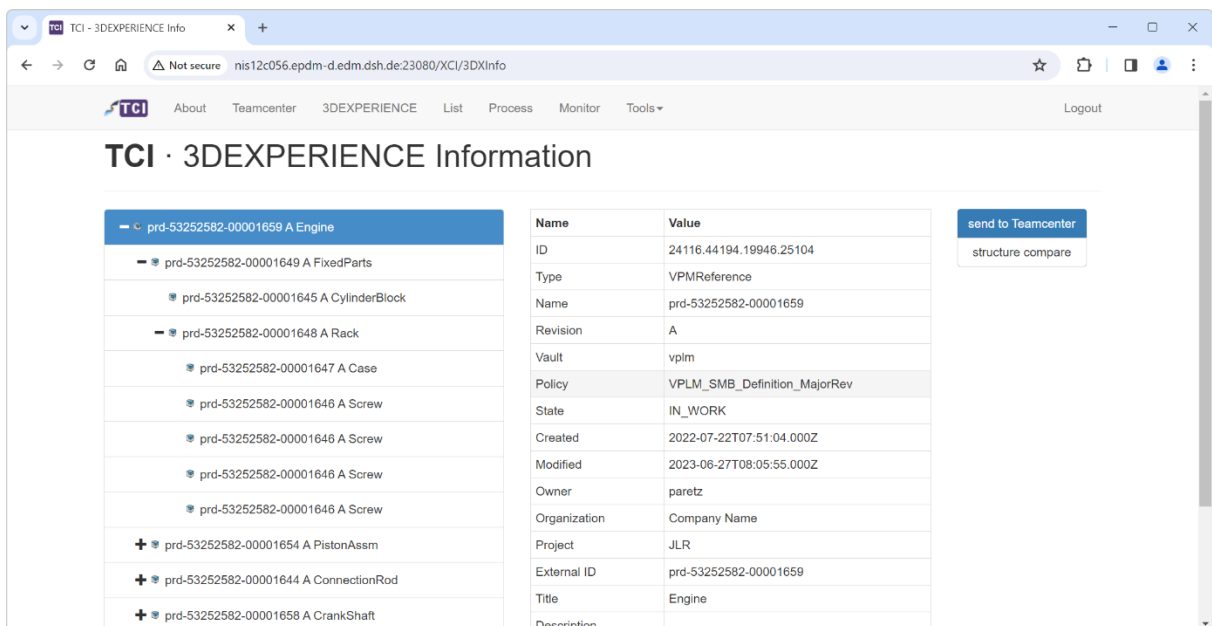 TCI TCI - 3DEXPERIENCE Info
Not secure nis12c056.epdm-d.edm.dsh.de:23080/XCI/3DXInfo
TCI About Teamcenter 3DEXPERIENCE List Process Monitor Tools Logout
TCI · 3DEXPERIENCE Information
prd-53252582-00001659 A Engine
prd-53252582-00001649 A FixedParts
prd-53252582-00001645 A CylinderBlock
prd-53252582-00001648 A Rack
prd-53252582-00001647 A Case
prd-53252582-00001646 A Screw
prd-53252582-00001646 A Screw
prd-53252582-00001646 A Screw
prd-53252582-00001646 A Screw
prd-53252582-00001654 A PistonAssm
prd-53252582-00001644 A ConnectionRod
prd-53252582-00001658 A CrankShaft
Name Value
ID 24116.44194.19946.25104
Type VPMReference
Name prd-53252582-00001659
Revision A
Vault vplm
Policy VPLM_SMB_Definition_MajorRev
State IN_WORK
Created 2022-07-22T07:51:04.000Z
Modified 2023-06-27T08:05:55.000Z
Owner paretz
Organization Company Name
Project JLR
External ID prd-53252582-00001659
Title Engine
Description
send to Teamcenter
structure compare